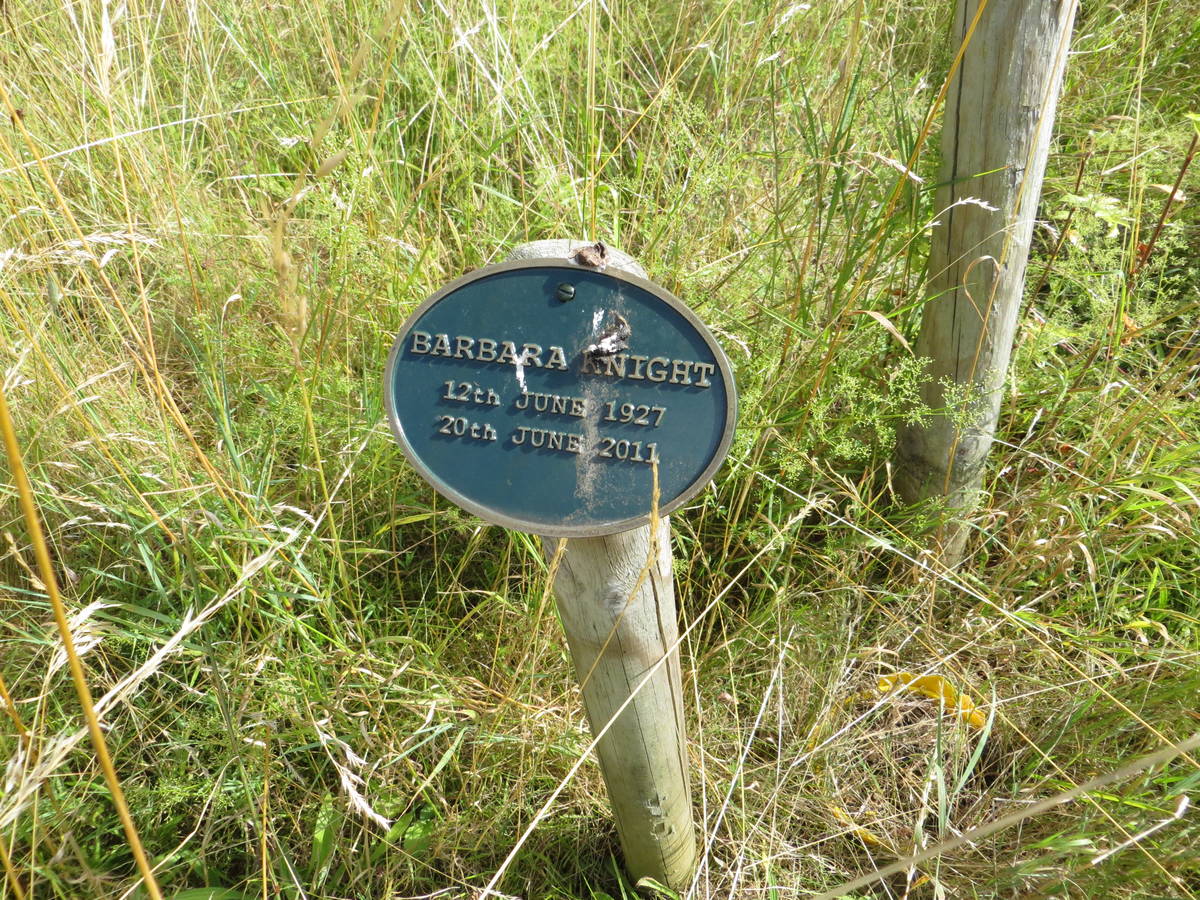 BARBARA KNIGHT
12th JUNE 1927
20th JUNE 2011